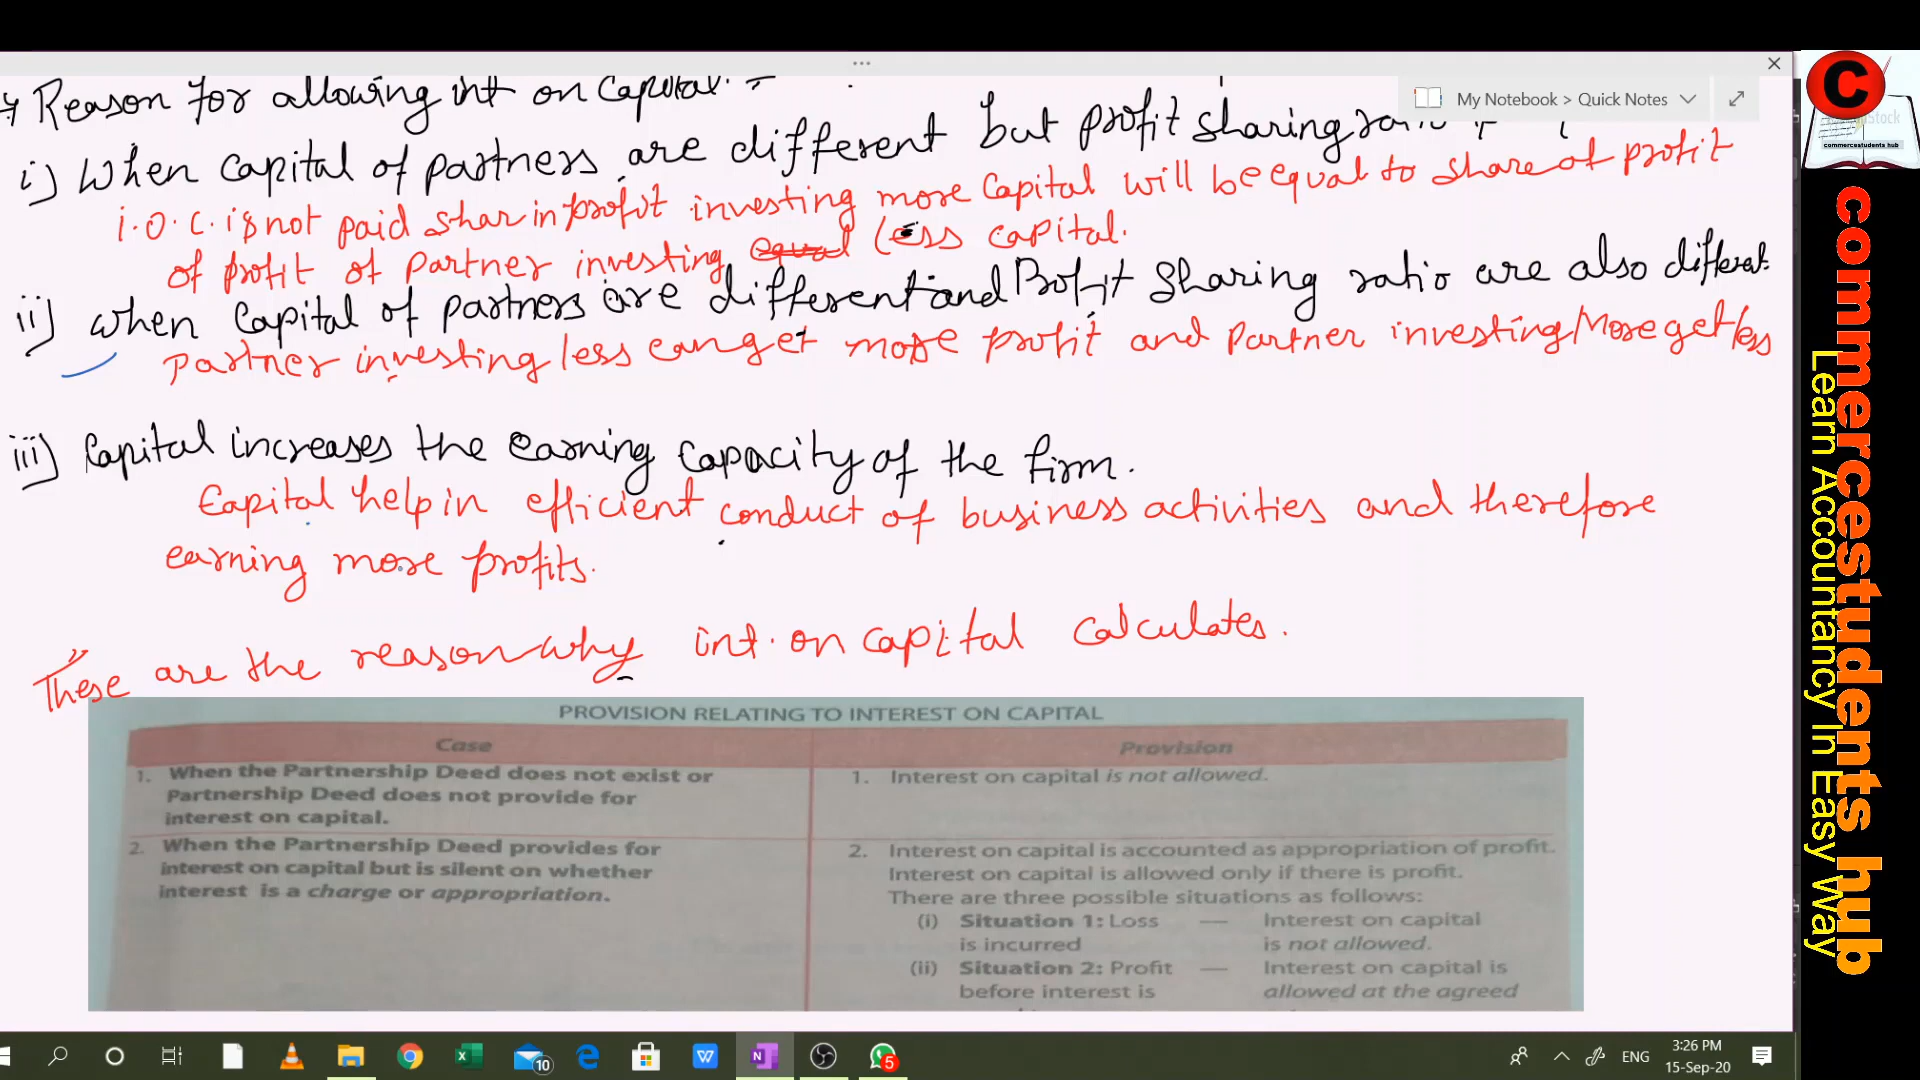 Reason for allowing int on Capital. =
My Notebook > Quick Notes
i) When Capital of partners are different but profit sharing ratio
i.o.c. is not paid shar in profit investing more Capital will be equal to share of profit
of profit of Partner investing equal less capital.
ii) when Capital of partners are different and Profit Sharing ratio are also different.
Partner investing less can get more profit and Partner investing More get less
iii) Capital increases the earning capacity of the firm.
Capital help in efficient conduct of business activities and therefore
earning more profits.
These are the reason why int. on capital calculates.
PROVISION RELATING TO INTEREST ON CAPITAL
Case
Provision
1. When the Partnership Deed does not exist or
Partnership Deed does not provide for
interest on capital.
1. Interest on capital is not allowed.
2. When the Partnership Deed provides for
interest on capital but is silent on whether
interest is a charge or appropriation.
2. Interest on capital is accounted as appropriation of profit.
Interest on capital is allowed only if there is profit.
There are three possible situations as follows:
(i) Situation 1: Loss — Interest on capital
is incurred is not allowed.
(ii) Situation 2: Profit — Interest on capital is
before interest is allowed at the agreed
C
commercestudents hub
commercestudents hub
Learn Accountancy In Easy Way
10
5
ENG
3:26 PM
15-Sep-20